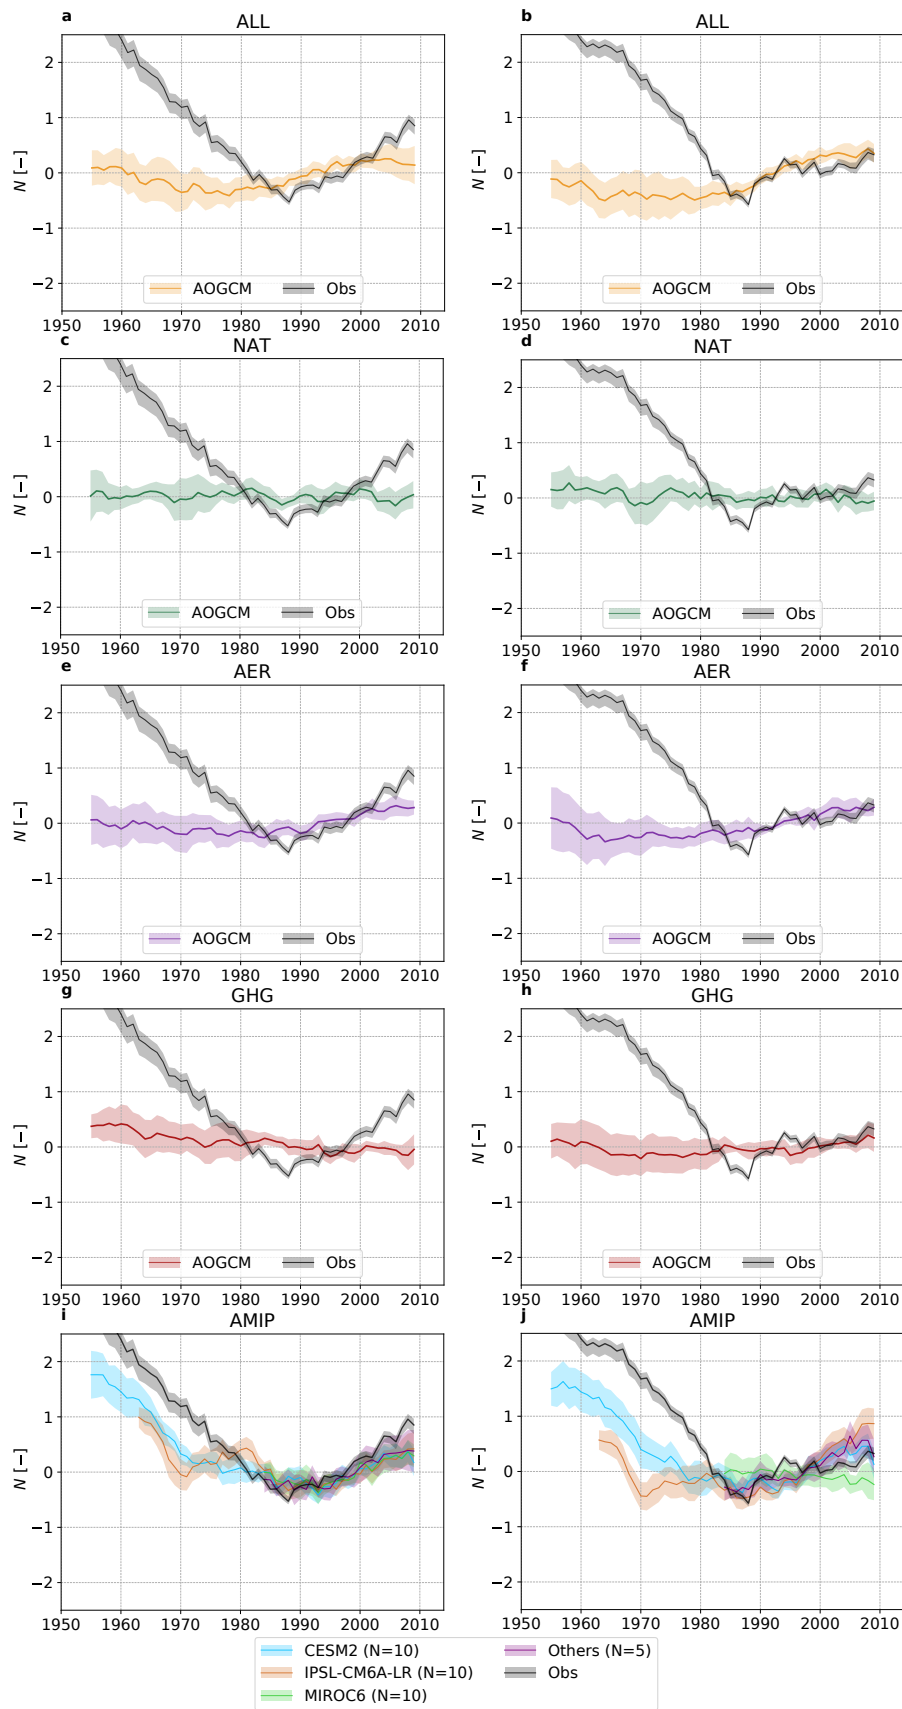 a
ALL
N [−]
2
1
0
−1
−2
AOGCM
Obs
1950 1960 1970 1980 1990 2000 2010
b
ALL
N [−]
2
1
0
−1
−2
AOGCM
Obs
1950 1960 1970 1980 1990 2000 2010
c
NAT
N [−]
2
1
0
−1
−2
AOGCM
Obs
1950 1960 1970 1980 1990 2000 2010
d
NAT
N [−]
2
1
0
−1
−2
AOGCM
Obs
1950 1960 1970 1980 1990 2000 2010
e
AER
N [−]
2
1
0
−1
−2
AOGCM
Obs
1950 1960 1970 1980 1990 2000 2010
f
AER
N [−]
2
1
0
−1
−2
AOGCM
Obs
1950 1960 1970 1980 1990 2000 2010
g
GHG
N [−]
2
1
0
−1
−2
AOGCM
Obs
1950 1960 1970 1980 1990 2000 2010
h
GHG
N [−]
2
1
0
−1
−2
AOGCM
Obs
1950 1960 1970 1980 1990 2000 2010
i
AMIP
N [−]
2
1
0
−1
−2
1950 1960 1970 1980 1990 2000 2010
j
AMIP
N [−]
2
1
0
−1
−2
1950 1960 1970 1980 1990 2000 2010
CESM2 (N=10)
IPSL-CM6A-LR (N=10)
MIROC6 (N=10)
Others (N=5)
Obs